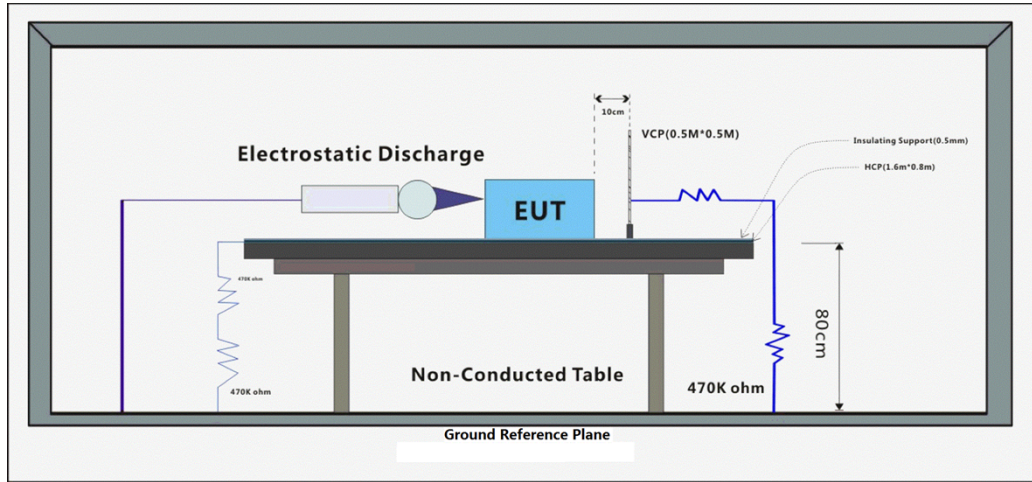 10cm
VCP(0.5M*0.5M)
Insulating Support(0.5mm)
Electrostatic Discharge
HCP(1.6m*0.8m)
EUT
470K ohm
80cm
Non-Conducted Table
470K ohm
470K ohm
Ground Reference Plane